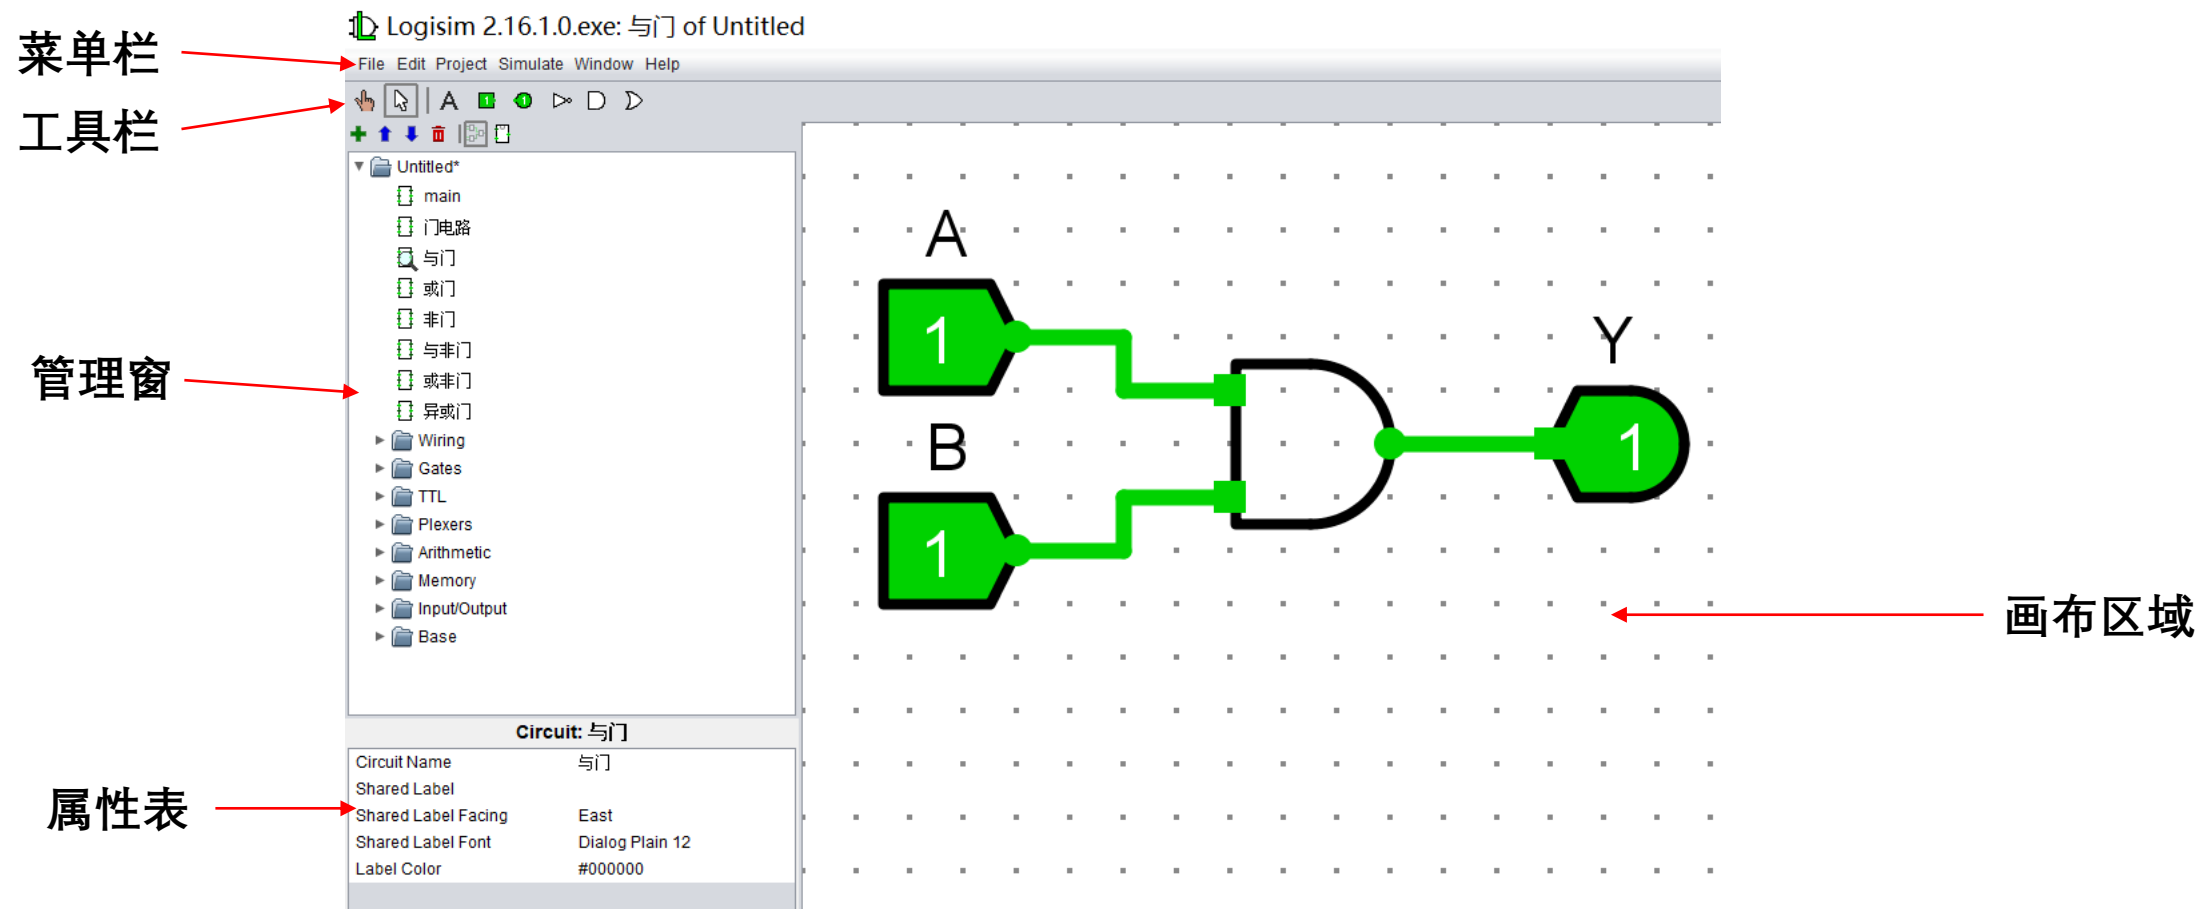 Logisim 2.16.1.0.exe: 与门 of Untitled
菜单栏
File Edit Project Simulate Window Help
工具栏
A 1 1
Untitled*
main
门电路
与门
或门
非门
与非门
或非门
异或门
Wiring
Gates
TTL
Plexers
Arithmetic
Memory
Input/Output
Base
管理窗
Circuit: 与门
Circuit Name 与门
Shared Label
Shared Label Facing East
Shared Label Font Dialog Plain 12
Label Color #000000
属性表
A
1
B
1
Y
1
画布区域